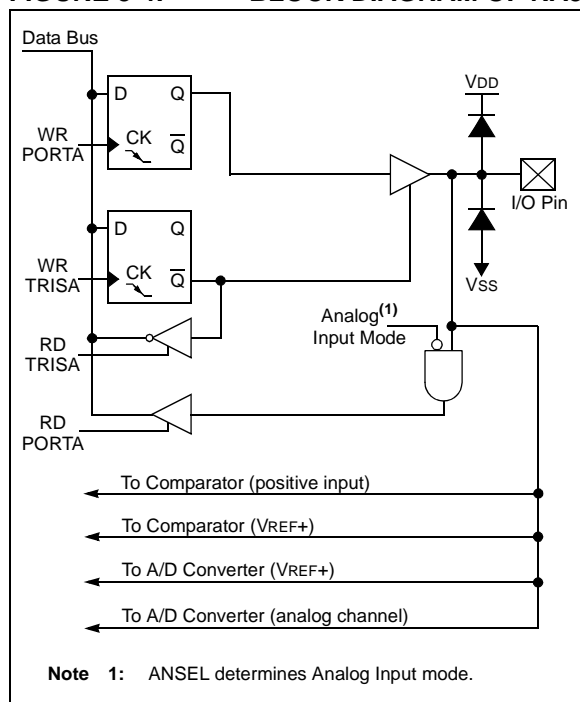 Data Bus
D Q
VDD
WR
PORTA
CK Q
I/O Pin
D Q
WR
TRISA
CK Q
VSS
Analog(1)
Input Mode
RD
TRISA
RD
PORTA
To Comparator (positive input)
To Comparator (VREF+)
To A/D Converter (VREF+)
To A/D Converter (analog channel)
Note 1: ANSEL determines Analog Input mode.